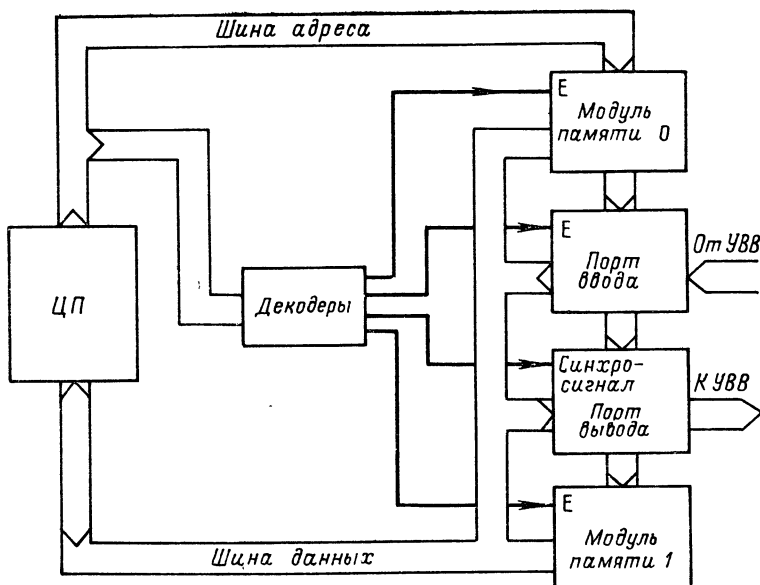 Шина адреса
E
Модуль
памяти 0
E
Порт
ввода
От УВВ
ЦП
Декодеры
Синхро-
сигнал
Порт
вывода
К УВВ
E
Модуль
памяти 1
Шина данных